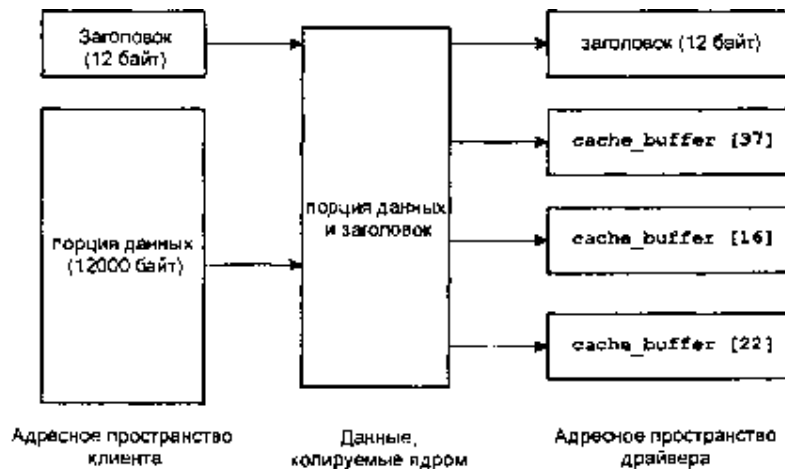 Заголовок
(12 байт)
заголовок (12 байт)
cache_buffer [37]
порция данных
и заголовок
порция данных
(12000 байт)
cache_buffer [16]
cache_buffer [22]
Адресное пространство
клиента
Данные,
копируемые ядром
Адресное пространство
драйвера